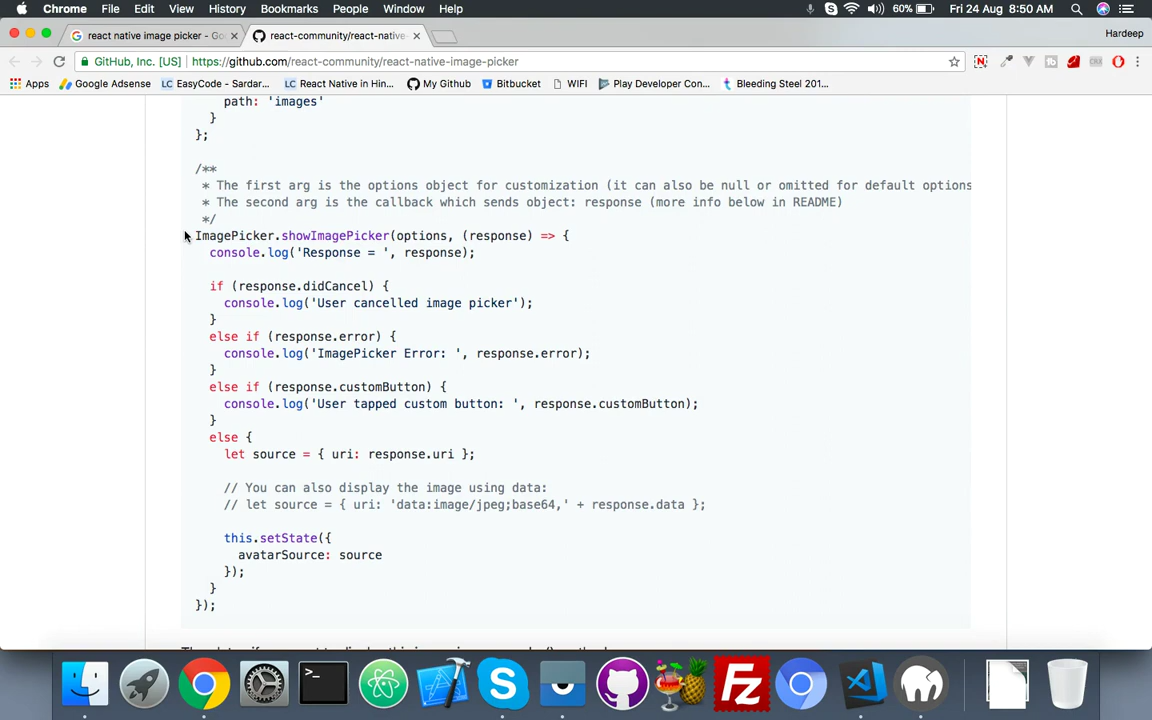 Chrome File Edit View History Bookmarks People Window Help 60% Fri 24 Aug 8:50 AM
react native image picker - Goo
react-community/react-native-
Hardeep
GitHub, Inc. [US] https://github.com/react-community/react-native-image-picker
Apps Google Adsense LC EasyCode - Sardar... LC React Native in Hin... My Github Bitbucket WIFI Play Developer Con... Bleeding Steel 201...
path: 'images'
}
};
/**
* The first arg is the options object for customization (it can also be null or omitted for default options
* The second arg is the callback which sends object: response (more info below in README)
*/
ImagePicker.showImagePicker(options, (response) => {
console.log('Response = ', response);
if (response.didCancel) {
console.log('User cancelled image picker');
}
else if (response.error) {
console.log('ImagePicker Error: ', response.error);
}
else if (response.customButton) {
console.log('User tapped custom button: ', response.customButton);
}
else {
let source = { uri: response.uri };
// You can also display the image using data:
// let source = { uri: 'data:image/jpeg;base64,' + response.data };
this.setState({
avatarSource: source
});
}
});